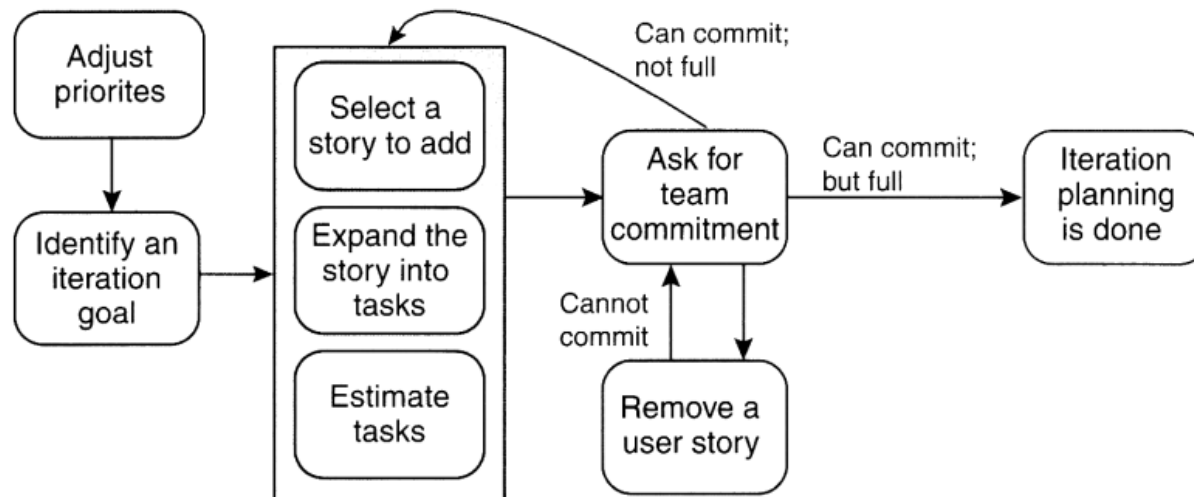 Adjust
priorites
Identify an
iteration
goal
Select a
story to add
Expand the
story into
tasks
Estimate
tasks
Can commit;
not full
Ask for
team
commitment
Cannot
commit
Remove a
user story
Can commit;
but full
Iteration
planning
is done